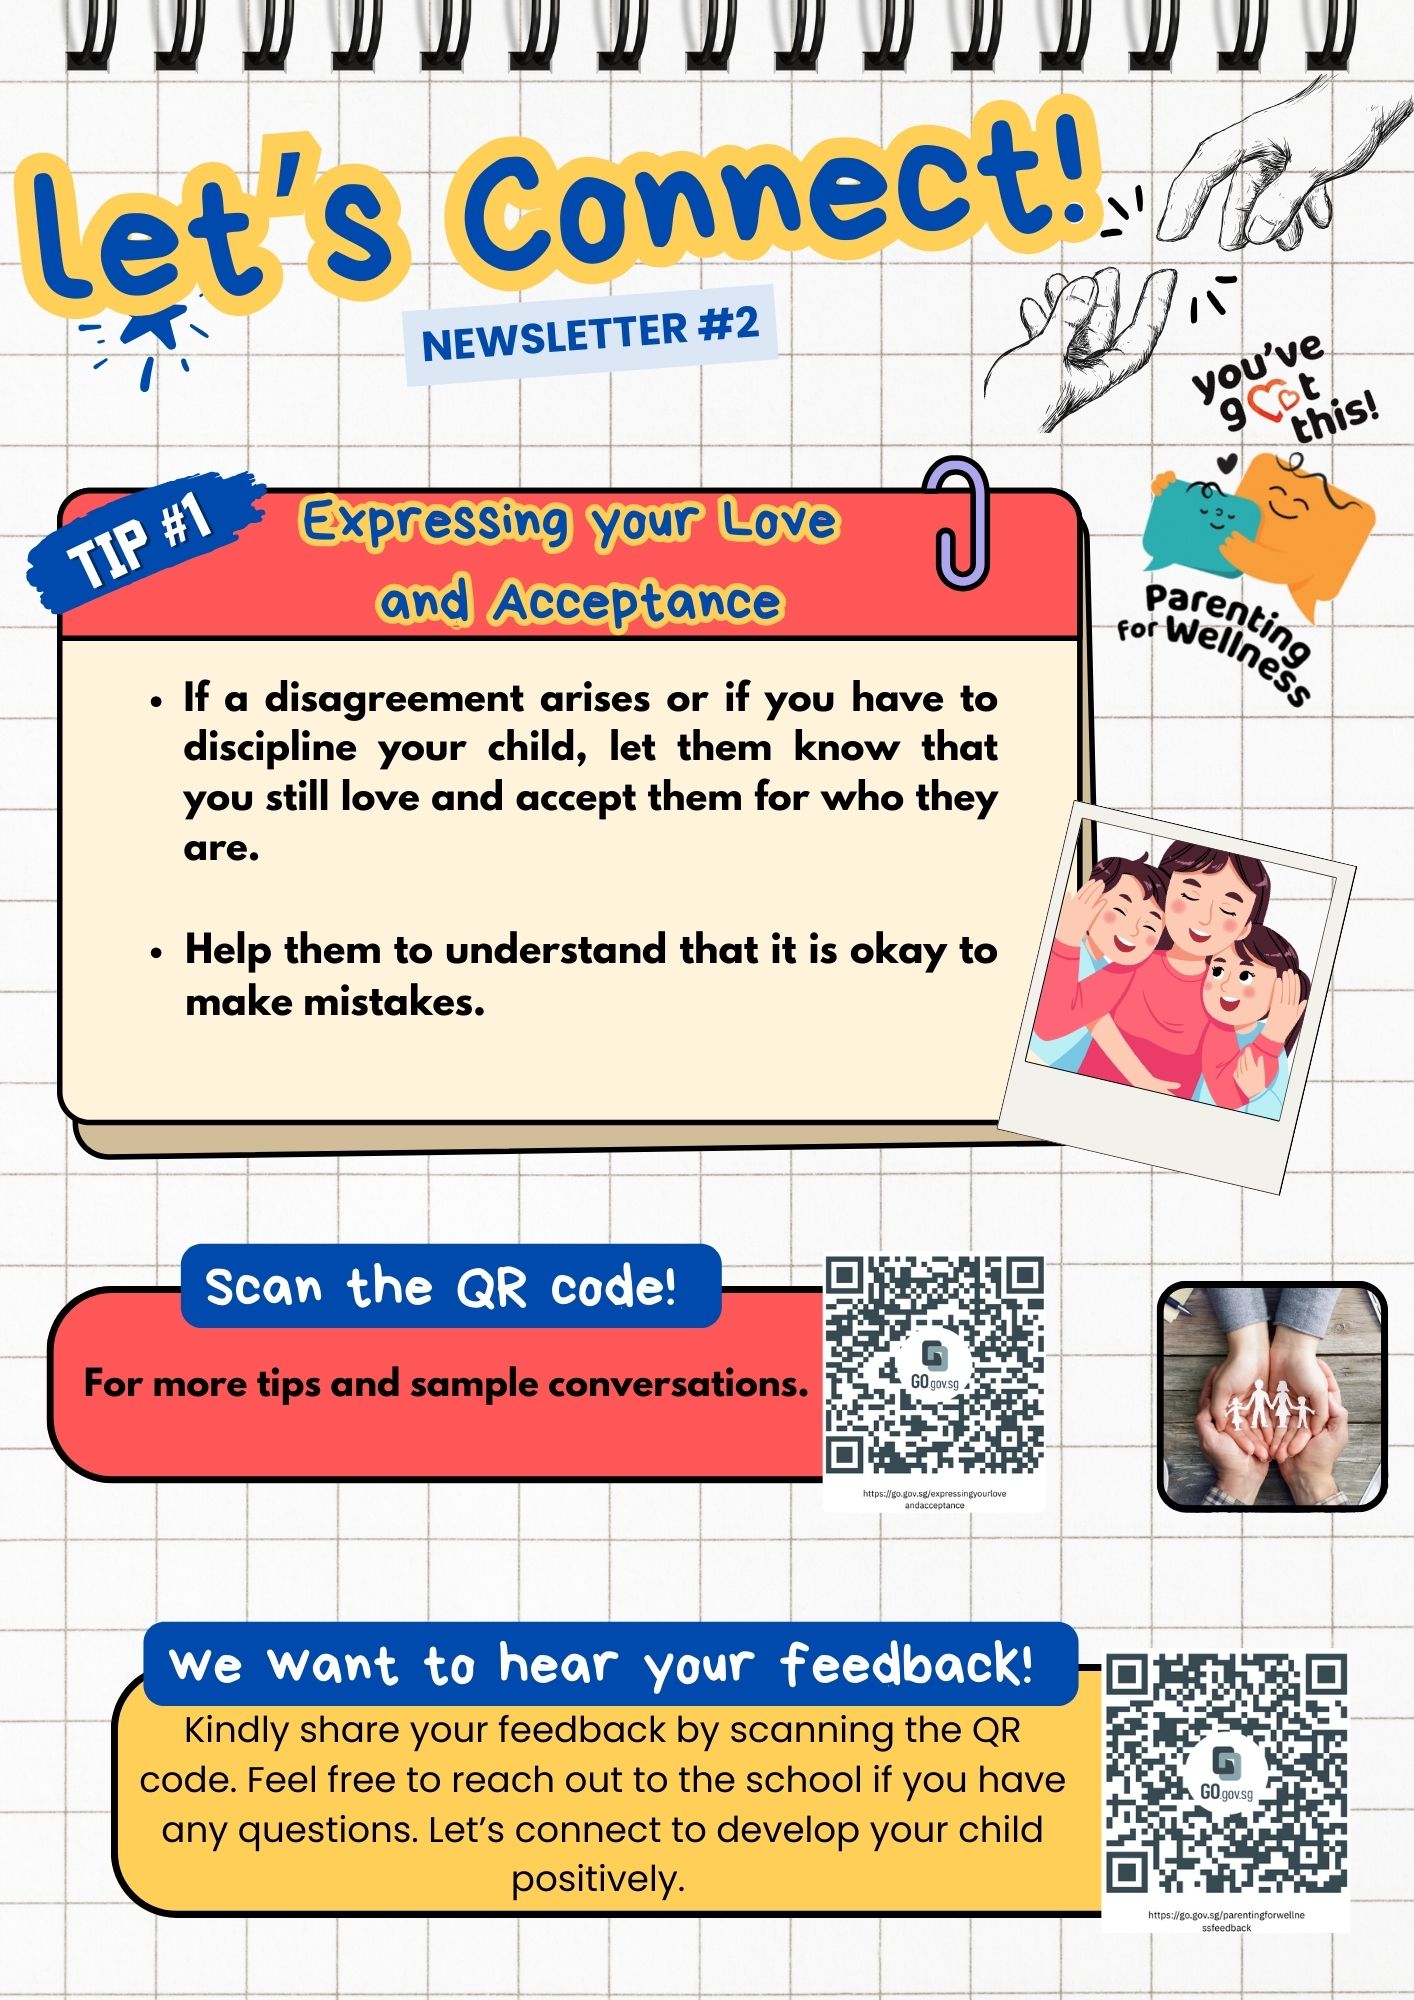 Let's Connect!
NEWSLETTER #2
you've
got
this!
Parenting
for Wellness
TIP #1
Expressing your Love
and Acceptance
• If a disagreement arises or if you have to
discipline your child, let them know that
you still love and accept them for who they
are.
• Help them to understand that it is okay to
make mistakes.
Scan the QR code!
For more tips and sample conversations.
GO.gov.sg
https://go.gov.sg/expressingyourlove
andacceptance
We want to hear your feedback!
Kindly share your feedback by scanning the QR
code. Feel free to reach out to the school if you have
any questions. Let's connect to develop your child
positively.
GO.gov.sg
https://go.gov.sg/parentingforwellne
ssfeedback